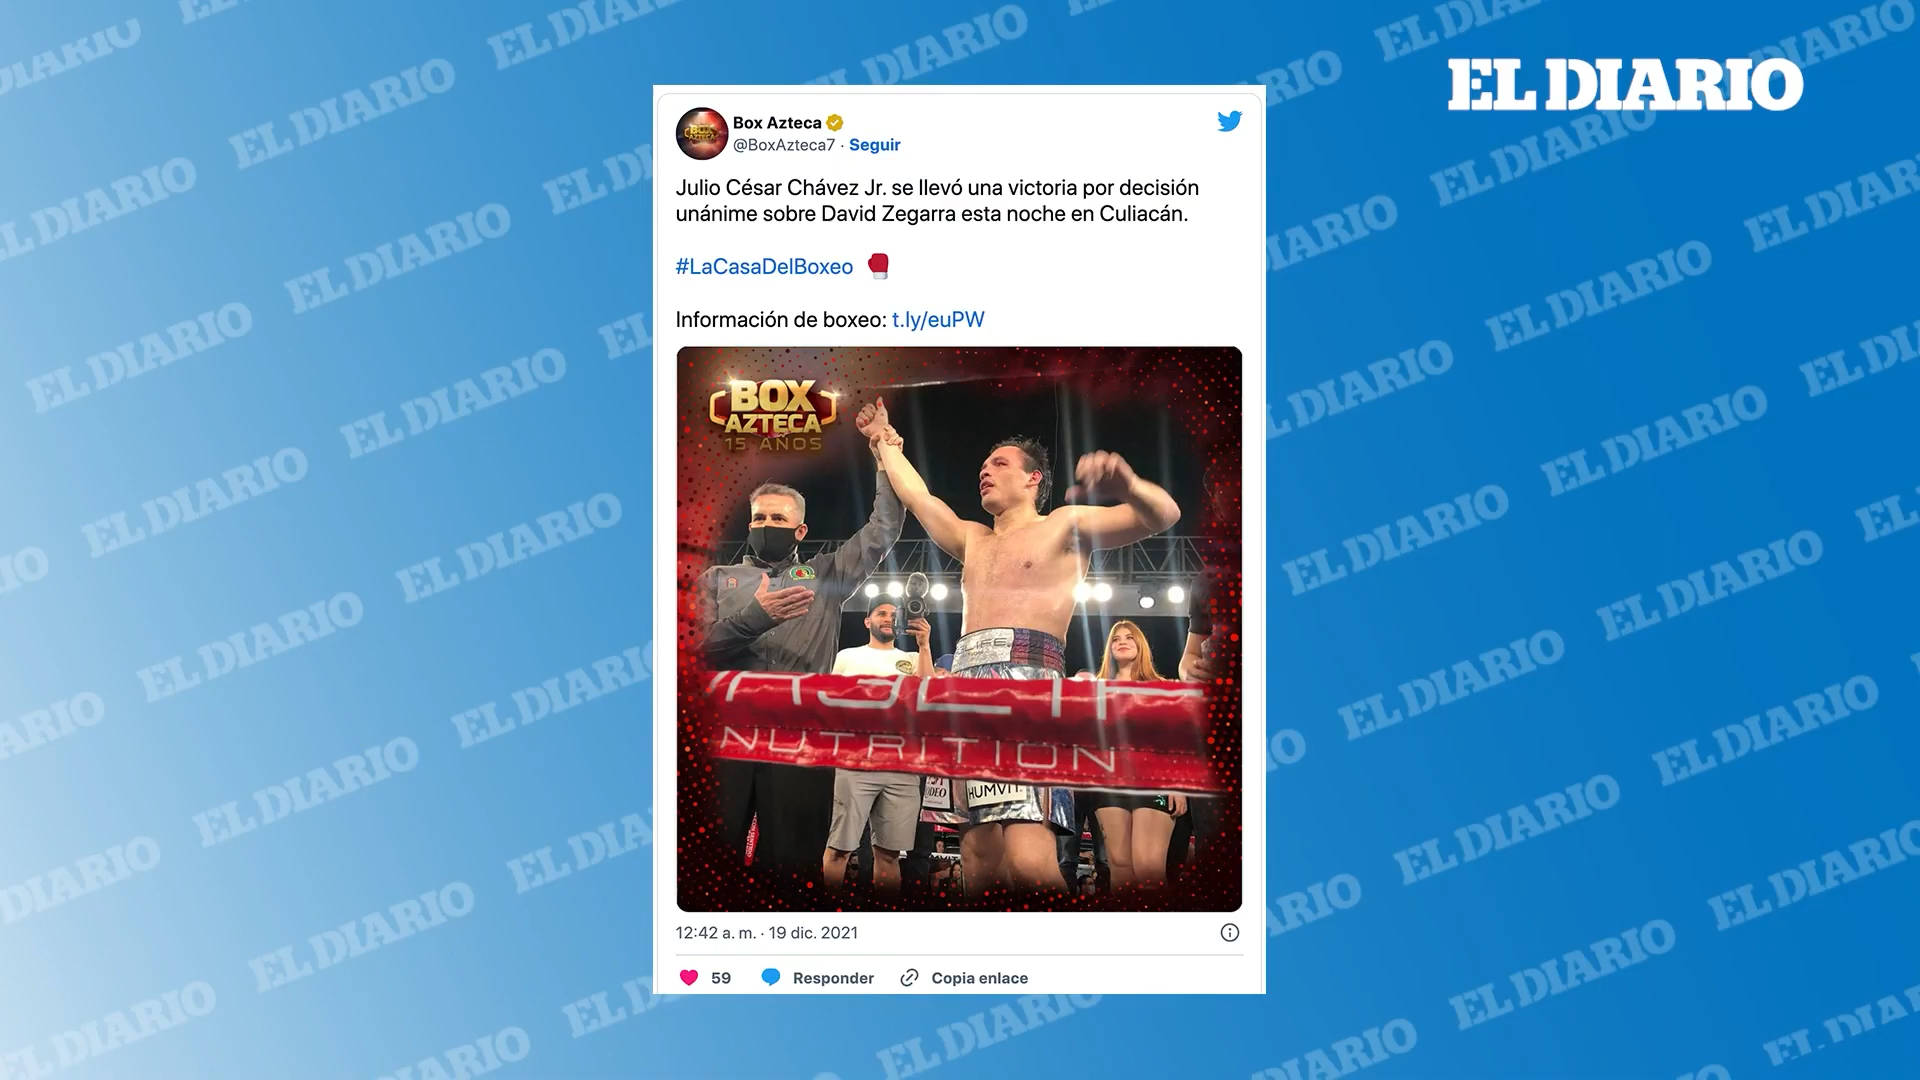 EL DIARIO
Box Azteca
@BoxAzteca7 · Seguir
Julio César Chávez Jr. se llevó una victoria por decisión
unánime sobre David Zegarra esta noche en Culiacán.
#LaCasaDelBoxeo
Información de boxeo: t.ly/euPW
BOX
AZTECA
15 AÑOS
NUTRITION
HUMVIT
12:42 a. m. · 19 dic. 2021
59
Responder
Copia enlace